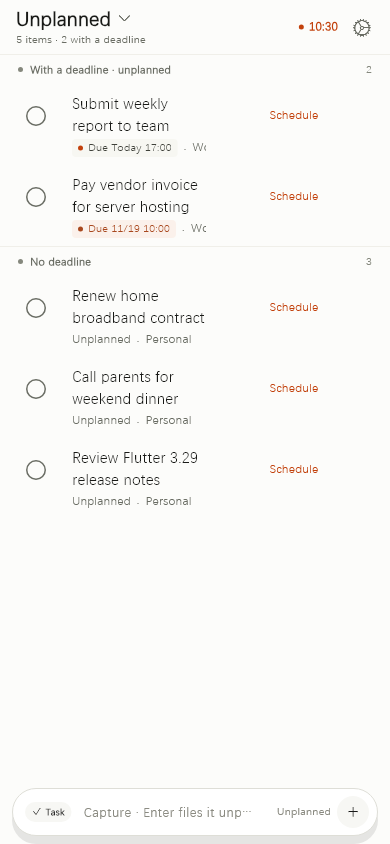 Unplanned
5 items · 2 with a deadline
10:30
With a deadline · unplanned 2
Submit weekly
report to team
Due Today 17:00 ·
Schedule
Pay vendor invoice
for server hosting
Due 11/19 10:00 ·
Schedule
No deadline 3
Renew home
broadband contract
Unplanned · Personal
Schedule
Call parents for
weekend dinner
Unplanned · Personal
Schedule
Review Flutter 3.29
release notes
Unplanned · Personal
Schedule
Task Capture · Enter files it unp··· Unplanned +